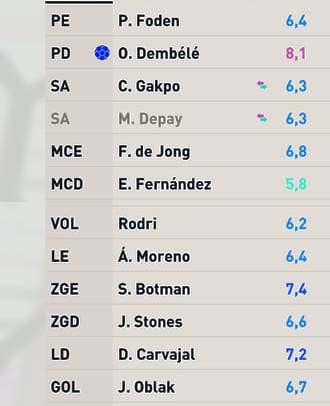 PE P. Foden 6,4
PD O. Dembélé 8,1
SA C. Gakpo 6,3
SA M. Depay 6,3
MCE F. de Jong 6,8
MCD E. Fernández 5,8
VOL Rodri 6,2
LE Á. Moreno 6,4
ZGE S. Botman 7,4
ZGD J. Stones 6,6
LD D. Carvajal 7,2
GOL J. Oblak 6,7